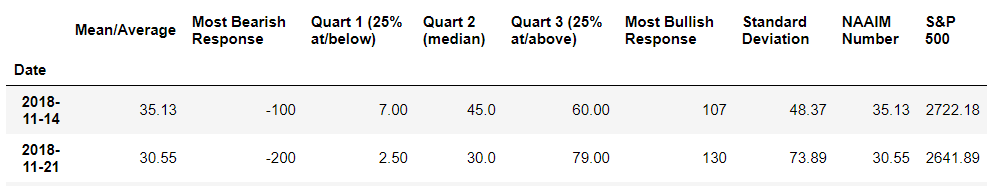 Mean/Average Most Bearish Response Quart 1 (25% at/below) Quart 2 (median) Quart 3 (25% at/above) Most Bullish Response Standard Deviation NAAIM Number S&P 500
Date
2018-11-14 35.13 -100 7.00 45.0 60.00 107 48.37 35.13 2722.18
2018-11-21 30.55 -200 2.50 30.0 79.00 130 73.89 30.55 2641.89